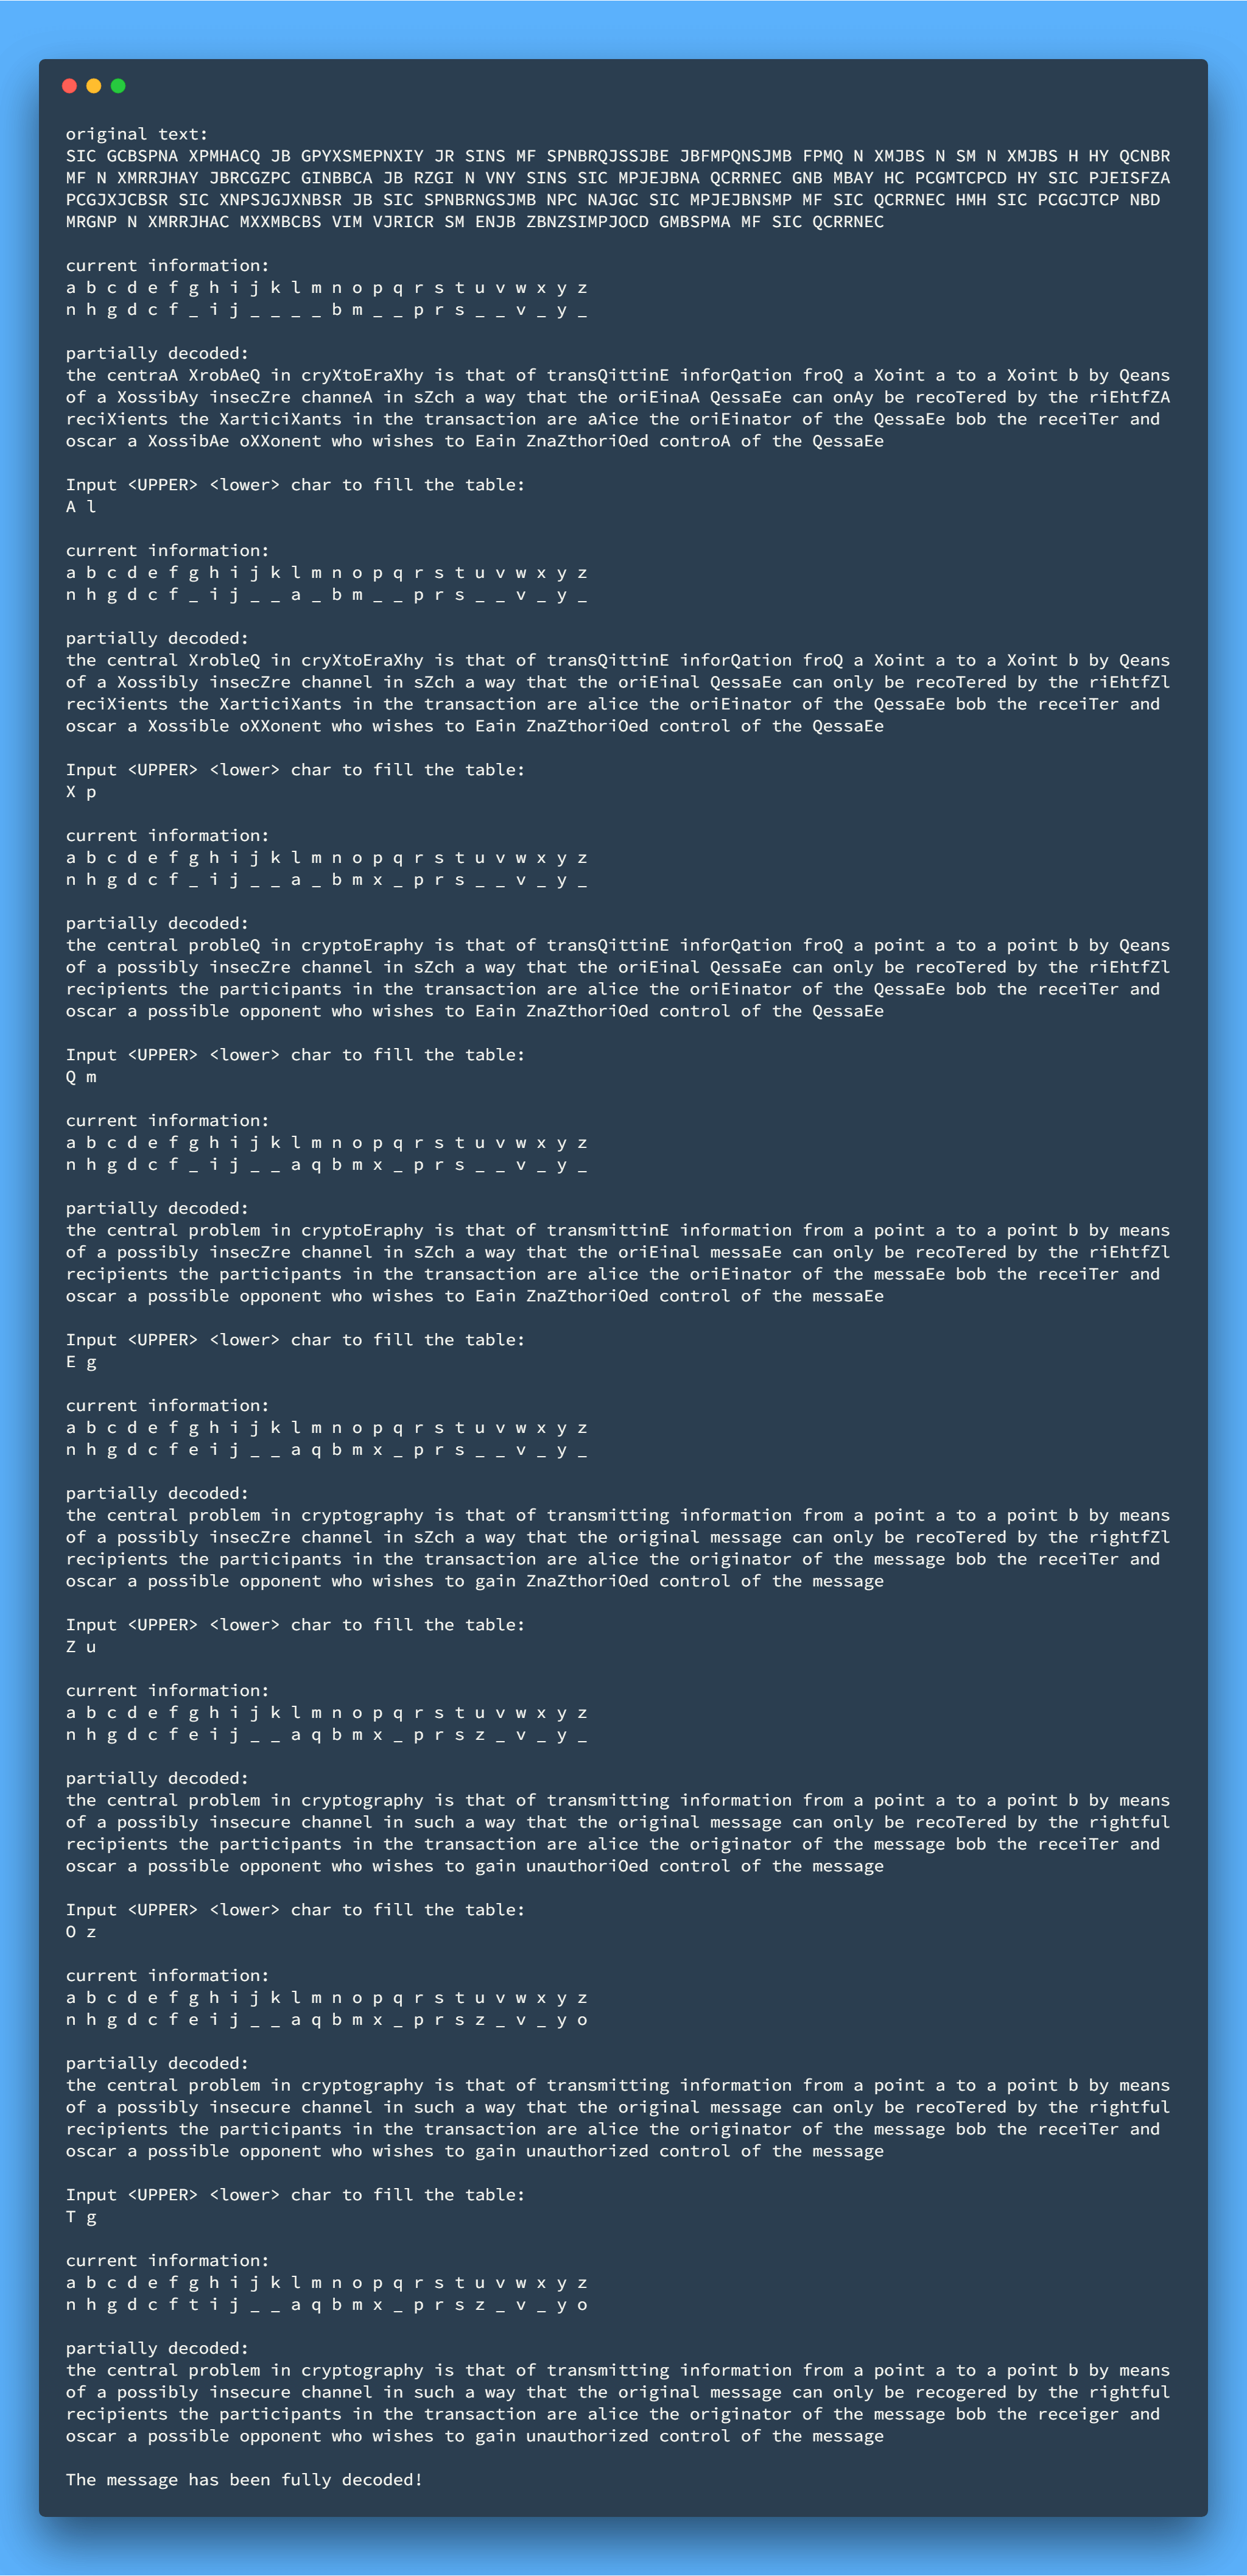 original text:
SIC GCBSPNA XPMHACQ JB GPYXSMEPNXIY JR SINS MF SPNBRQJSSJBE JBFMPQNSJMB FPMQ N XMJBS N SM N XMJBS H HY QCNBR
MF N XMRRJHAY JBRCGZPC GINBBCA JB RZGI N VNY SINS SIC MPJEJBNA QCRRNEC GNB MBAY HC PCGMTCPCD HY SIC PJEISFZA
PCGJXJCBSR SIC XNPSJGJXNBSR JB SIC SPNBRNGSJMB NPC NAJGC SIC MPJEJBNSMP MF SIC QCRRNEC HMH SIC PCGCJTCP NBD
MRGNP N XMRRJHAC MXXMBCBS VIM VJRICR SM ENJB ZBNZSIMPJOCD GMBSPMA MF SIC QCRRNEC
current information:
a b c d e f g h i j k l m n o p q r s t u v w x y z
n h g d c f _ i j _ _ _ _ b m _ _ p r s _ _ v _ y _
partially decoded:
the centraA XrobAeQ in cryXtoEraXhy is that of transQittinE inforQation froQ a Xoint a to a Xoint b by Qeans
of a XossibAy insecZre channeA in sZch a way that the oriEinaA QessaEe can onAy be recoTered by the riEhtfZA
reciXients the XarticiXants in the transaction are aAice the oriEinator of the QessaEe bob the receiTer and
oscar a XossibAe oXXonent who wishes to Eain ZnaZthoriOed controA of the QessaEe
Input <UPPER> <lower> char to fill the table:
A l
current information:
a b c d e f g h i j k l m n o p q r s t u v w x y z
n h g d c f _ i j _ _ a _ b m _ _ p r s _ _ v _ y _
partially decoded:
the central XrobleQ in cryXtoEraXhy is that of transQittinE inforQation froQ a Xoint a to a Xoint b by Qeans
of a Xossibly insecZre channel in sZch a way that the oriEinal QessaEe can only be recoTered by the riEhtfZl
reciXients the XarticiXants in the transaction are alice the oriEinator of the QessaEe bob the receiTer and
oscar a Xossible oXXonent who wishes to Eain ZnaZthoriOed control of the QessaEe
Input <UPPER> <lower> char to fill the table:
X p
current information:
a b c d e f g h i j k l m n o p q r s t u v w x y z
n h g d c f _ i j _ _ a _ b m x _ p r s _ _ v _ y _
partially decoded:
the central probleQ in cryptoEraphy is that of transQittinE inforQation froQ a point a to a point b by Qeans
of a possibly insecZre channel in sZch a way that the oriEinal QessaEe can only be recoTered by the riEhtfZl
recipients the participants in the transaction are alice the oriEinator of the QessaEe bob the receiTer and
oscar a possible opponent who wishes to Eain ZnaZthoriOed control of the QessaEe
Input <UPPER> <lower> char to fill the table:
Q m
current information:
a b c d e f g h i j k l m n o p q r s t u v w x y z
n h g d c f _ i j _ _ a q b m x _ p r s _ _ v _ y _
partially decoded:
the central problem in cryptoEraphy is that of transmittinE information from a point a to a point b by means
of a possibly insecZre channel in sZch a way that the oriEinal messaEe can only be recoTered by the riEhtfZl
recipients the participants in the transaction are alice the oriEinator of the messaEe bob the receiTer and
oscar a possible opponent who wishes to Eain ZnaZthoriOed control of the messaEe
Input <UPPER> <lower> char to fill the table:
E g
current information:
a b c d e f g h i j k l m n o p q r s t u v w x y z
n h g d c f e i j _ _ a q b m x _ p r s _ _ v _ y _
partially decoded:
the central problem in cryptography is that of transmitting information from a point a to a point b by means
of a possibly insecZre channel in sZch a way that the original message can only be recoTered by the rightfZl
recipients the participants in the transaction are alice the originator of the message bob the receiTer and
oscar a possible opponent who wishes to gain ZnaZthoriOed control of the message
Input <UPPER> <lower> char to fill the table:
Z u
current information:
a b c d e f g h i j k l m n o p q r s t u v w x y z
n h g d c f e i j _ _ a q b m x _ p r s z _ v _ y _
partially decoded:
the central problem in cryptography is that of transmitting information from a point a to a point b by means
of a possibly insecure channel in such a way that the original message can only be recoTered by the rightful
recipients the participants in the transaction are alice the originator of the message bob the receiTer and
oscar a possible opponent who wishes to gain unauthoriOed control of the message
Input <UPPER> <lower> char to fill the table:
O z
current information:
a b c d e f g h i j k l m n o p q r s t u v w x y z
n h g d c f e i j _ _ a q b m x _ p r s z _ v _ y o
partially decoded:
the central problem in cryptography is that of transmitting information from a point a to a point b by means
of a possibly insecure channel in such a way that the original message can only be recoTered by the rightful
recipients the participants in the transaction are alice the originator of the message bob the receiTer and
oscar a possible opponent who wishes to gain unauthorized control of the message
Input <UPPER> <lower> char to fill the table:
T g
current information:
a b c d e f g h i j k l m n o p q r s t u v w x y z
n h g d c f t i j _ _ a q b m x _ p r s z _ v _ y o
partially decoded:
the central problem in cryptography is that of transmitting information from a point a to a point b by means
of a possibly insecure channel in such a way that the original message can only be recogered by the rightful
recipients the participants in the transaction are alice the originator of the message bob the receiger and
oscar a possible opponent who wishes to gain unauthorized control of the message
The message has been fully decoded!